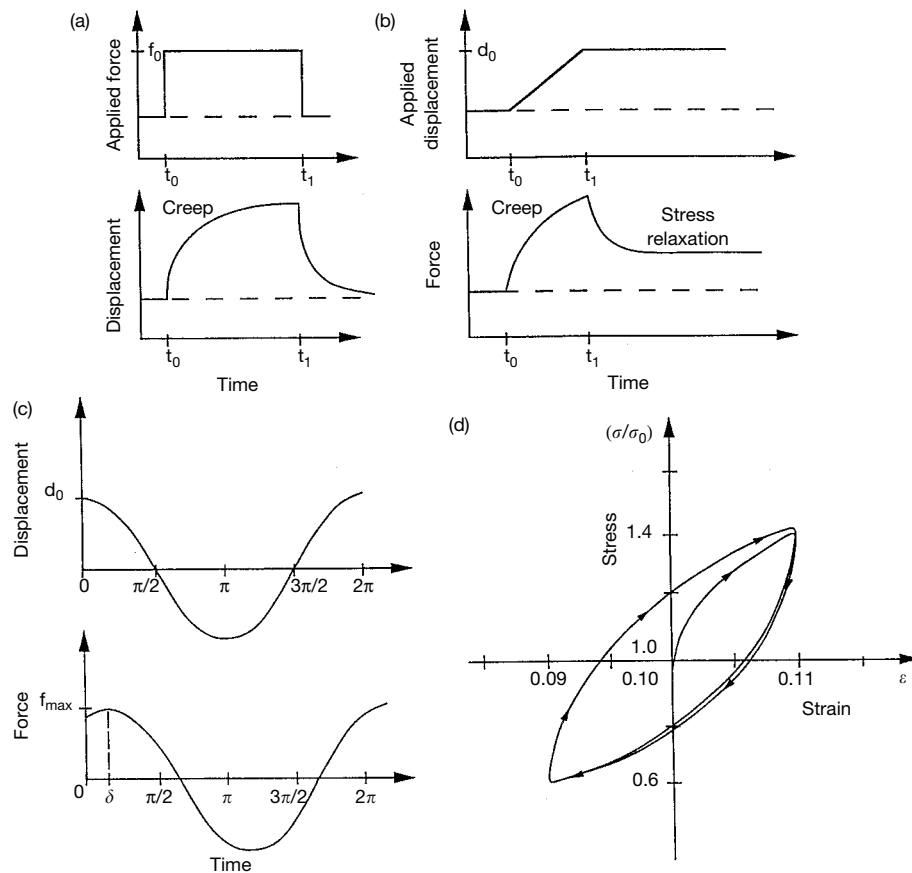 (a)
f₀
Applied force
t₀
t₁
Creep
Displacement
t₀
t₁
Time
(b)
d₀
Applied
displacement
t₀
t₁
Creep
Stress
relaxation
Force
t₀
t₁
Time
(c)
Displacement
d₀
0
π/2
π
3π/2
2π
Force
fmax
0
δ
π/2
π
3π/2
2π
Time
(d)
(σ/σ₀)
Stress
1.4
1.0
0.09
0.10
0.11
ε
Strain
0.6